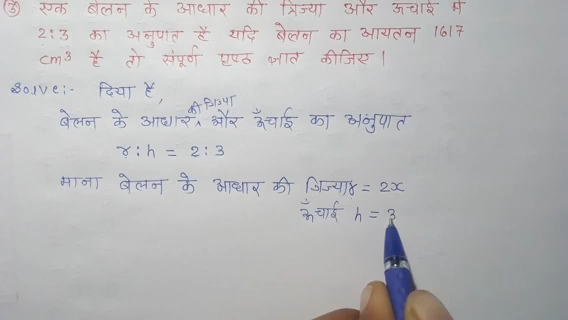 ③ एक बेलन के आधार की त्रिज्या और ऊंचाई में
2:3 का अनुपात है यदि बेलन का आयतन 1617
cm³ है तो संपूर्ण पृष्ठ ज्ञात कीजिए।
Solve:- दिया है,
की त्रिज्या
बेलन के आधार ^ और ऊँचाई का अनुपात
r : h = 2 : 3
माना बेलन के आधार की त्रिज्या r = 2x
ऊँचाई h = 3